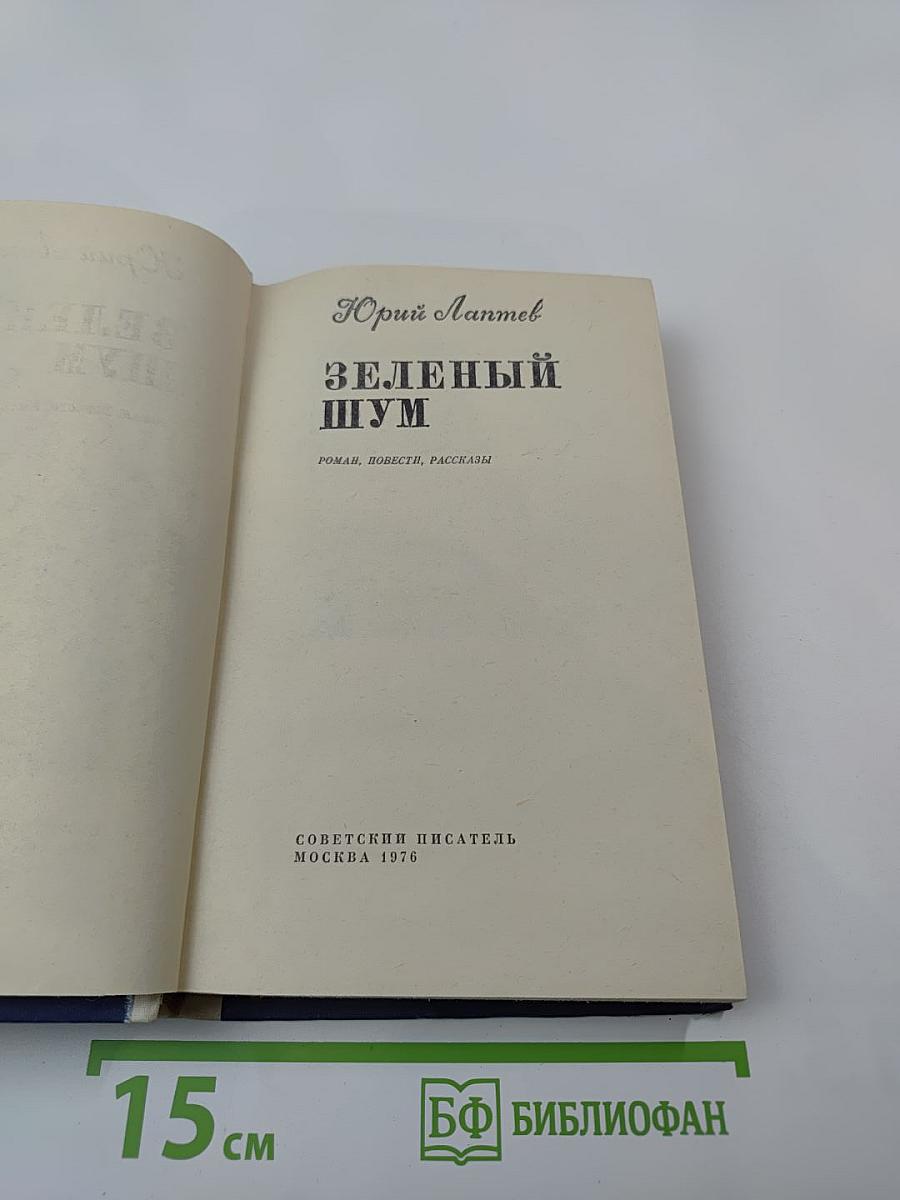 Юрий Лаптев
ЗЕЛЕНЫЙ
ШУМ
РОМАН, ПОВЕСТИ, РАССКАЗЫ
СОВЕТСКИЙ ПИСАТЕЛЬ
МОСКВА 1976
15 см
БФ БИБЛИОФАН